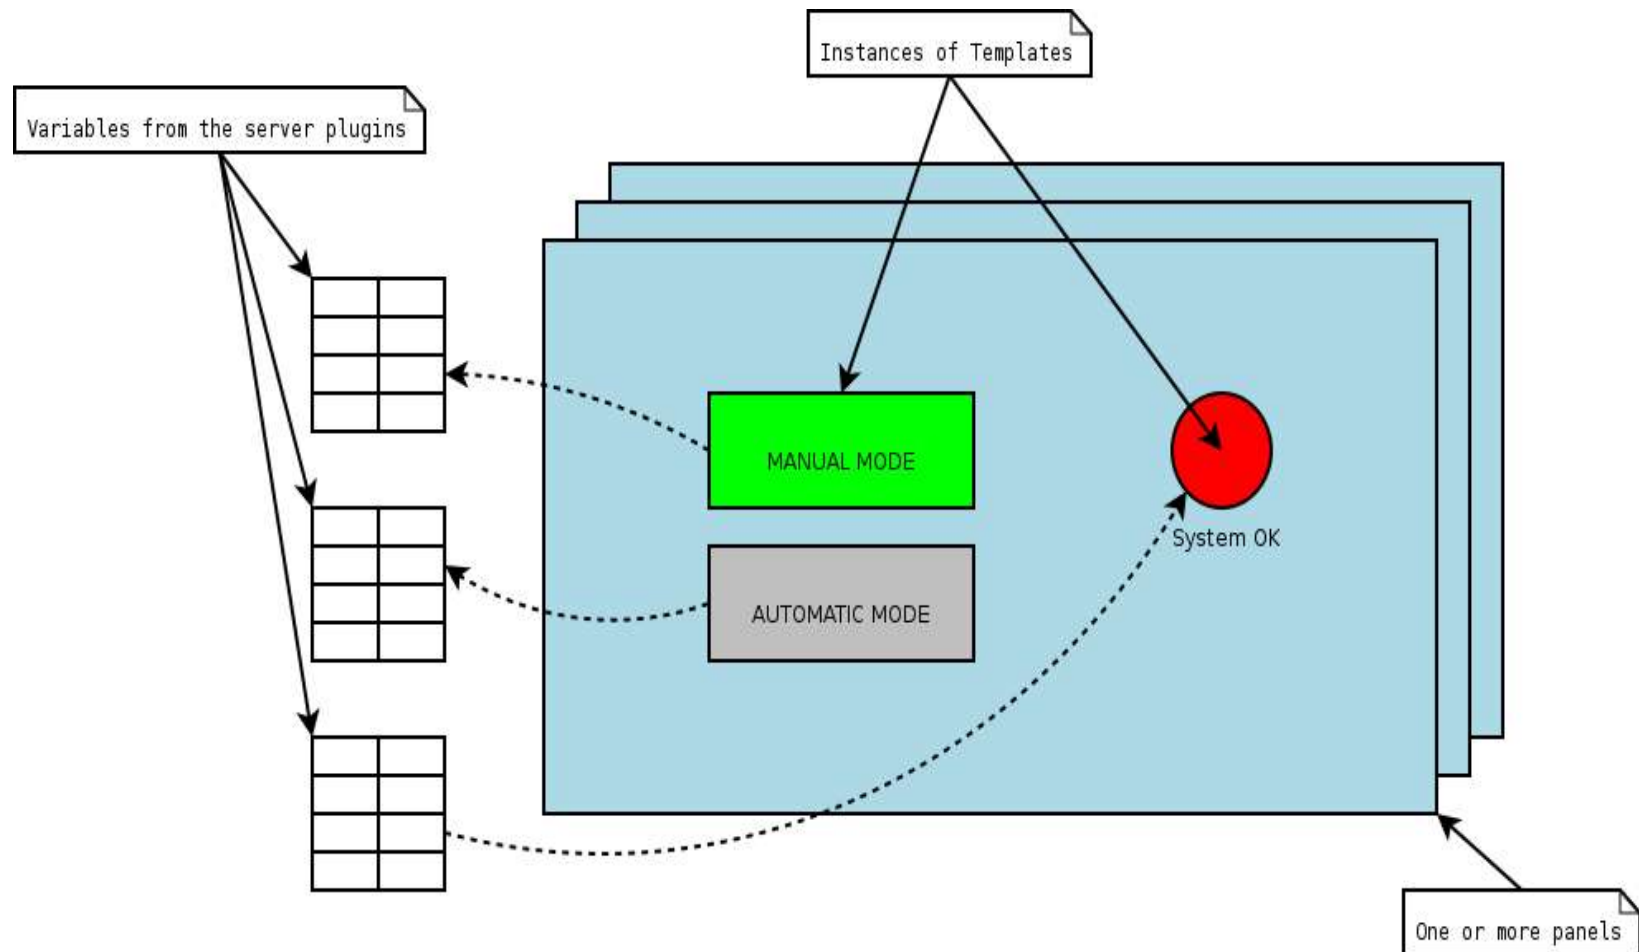 Instances of Templates
Variables from the server plugins
MANUAL MODE
System OK
AUTOMATIC MODE
One or more panels